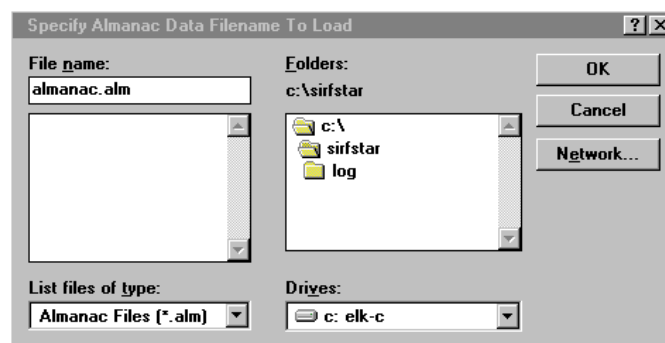 Specify Almanac Data Filename To Load
? ×
File name:
almanac.alm
Folders:
c:\sirfstar
c:\
sirfstar
log
OK
Cancel
Network...
List files of type:
Almanac Files (*.alm)
Drives:
c: elk-c